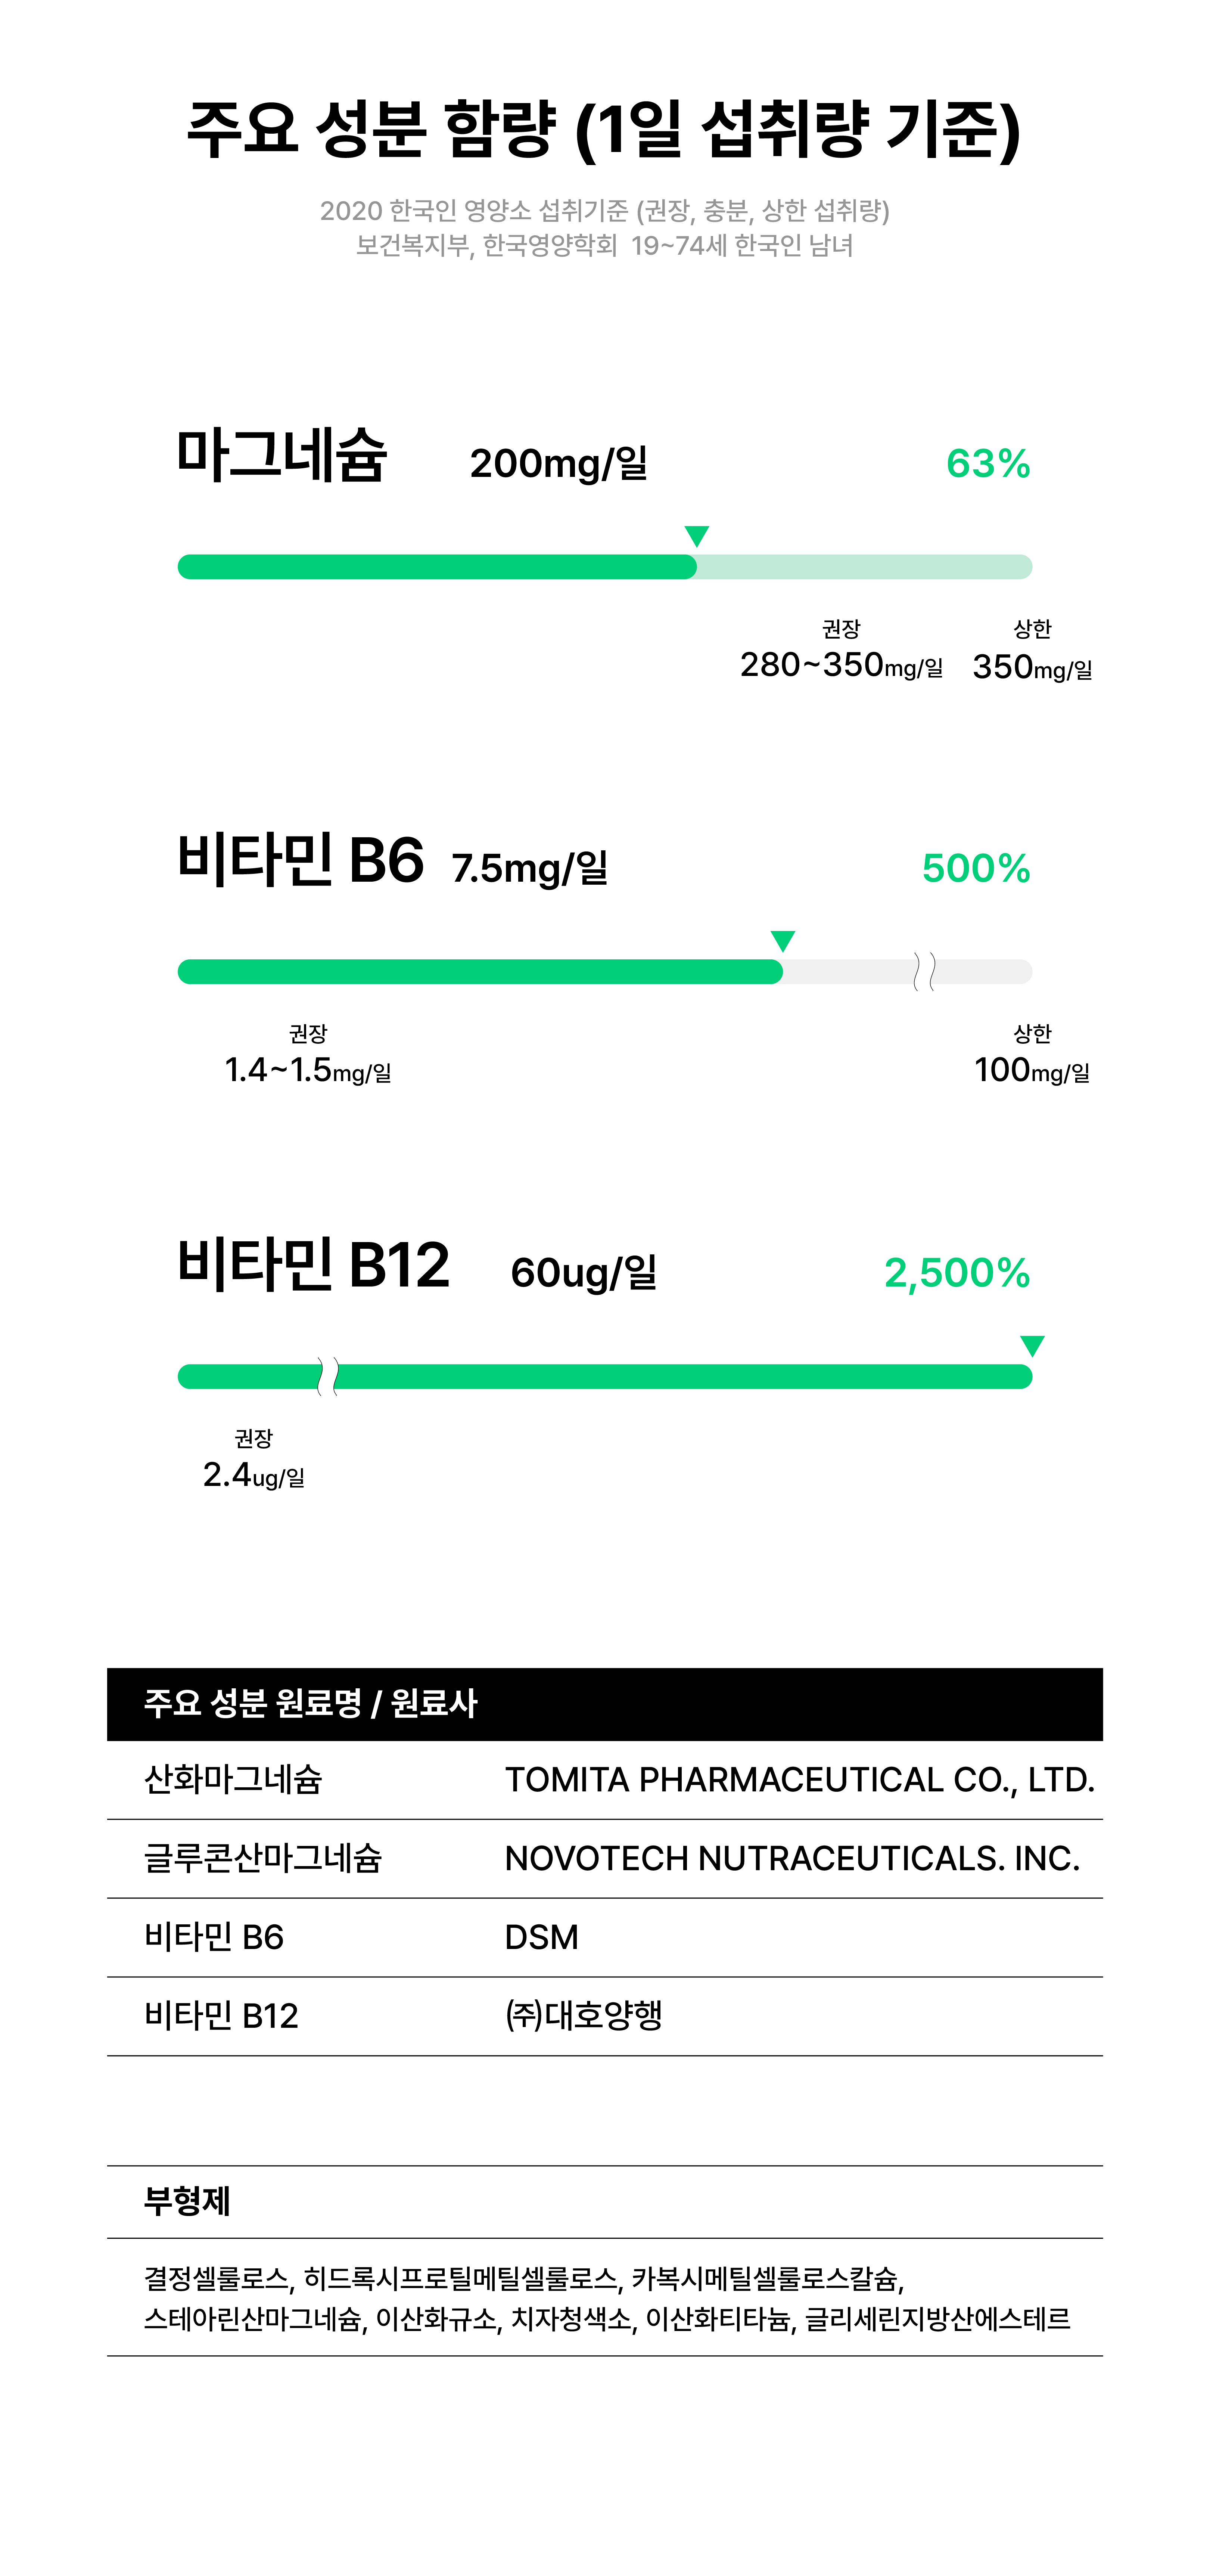 주요 성분 함량 (1일 섭취량 기준)
2020 한국인 영양소 섭취기준 (권장, 충분, 상한 섭취량)
보건복지부, 한국영양학회 19~74세 한국인 남녀
마그네슘 200mg/일 63%
권장 상한
280~350mg/일 350mg/일
비타민 B6 7.5mg/일 500%
권장 상한
1.4~1.5mg/일 100mg/일
비타민 B12 60ug/일 2,500%
권장
2.4ug/일
주요 성분 원료명 / 원료사
산화마그네슘 TOMITA PHARMACEUTICAL CO., LTD.
글루콘산마그네슘 NOVOTECH NUTRACEUTICALS. INC.
비타민 B6 DSM
비타민 B12 ㈜대호양행
부형제
결정셀룰로스, 히드록시프로틸메틸셀룰로스, 카복시메틸셀룰로스칼슘,
스테아린산마그네슘, 이산화규소, 치자청색소, 이산화티타늄, 글리세린지방산에스테르